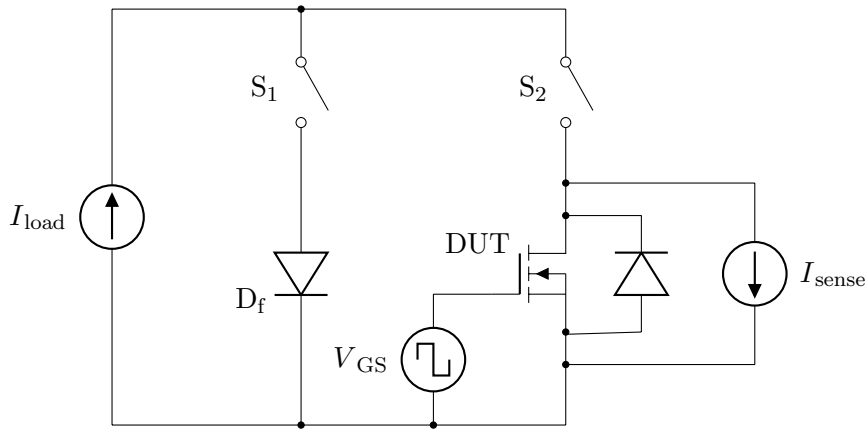 S1
S2
Iload
DUT
Isense
Df
VGS